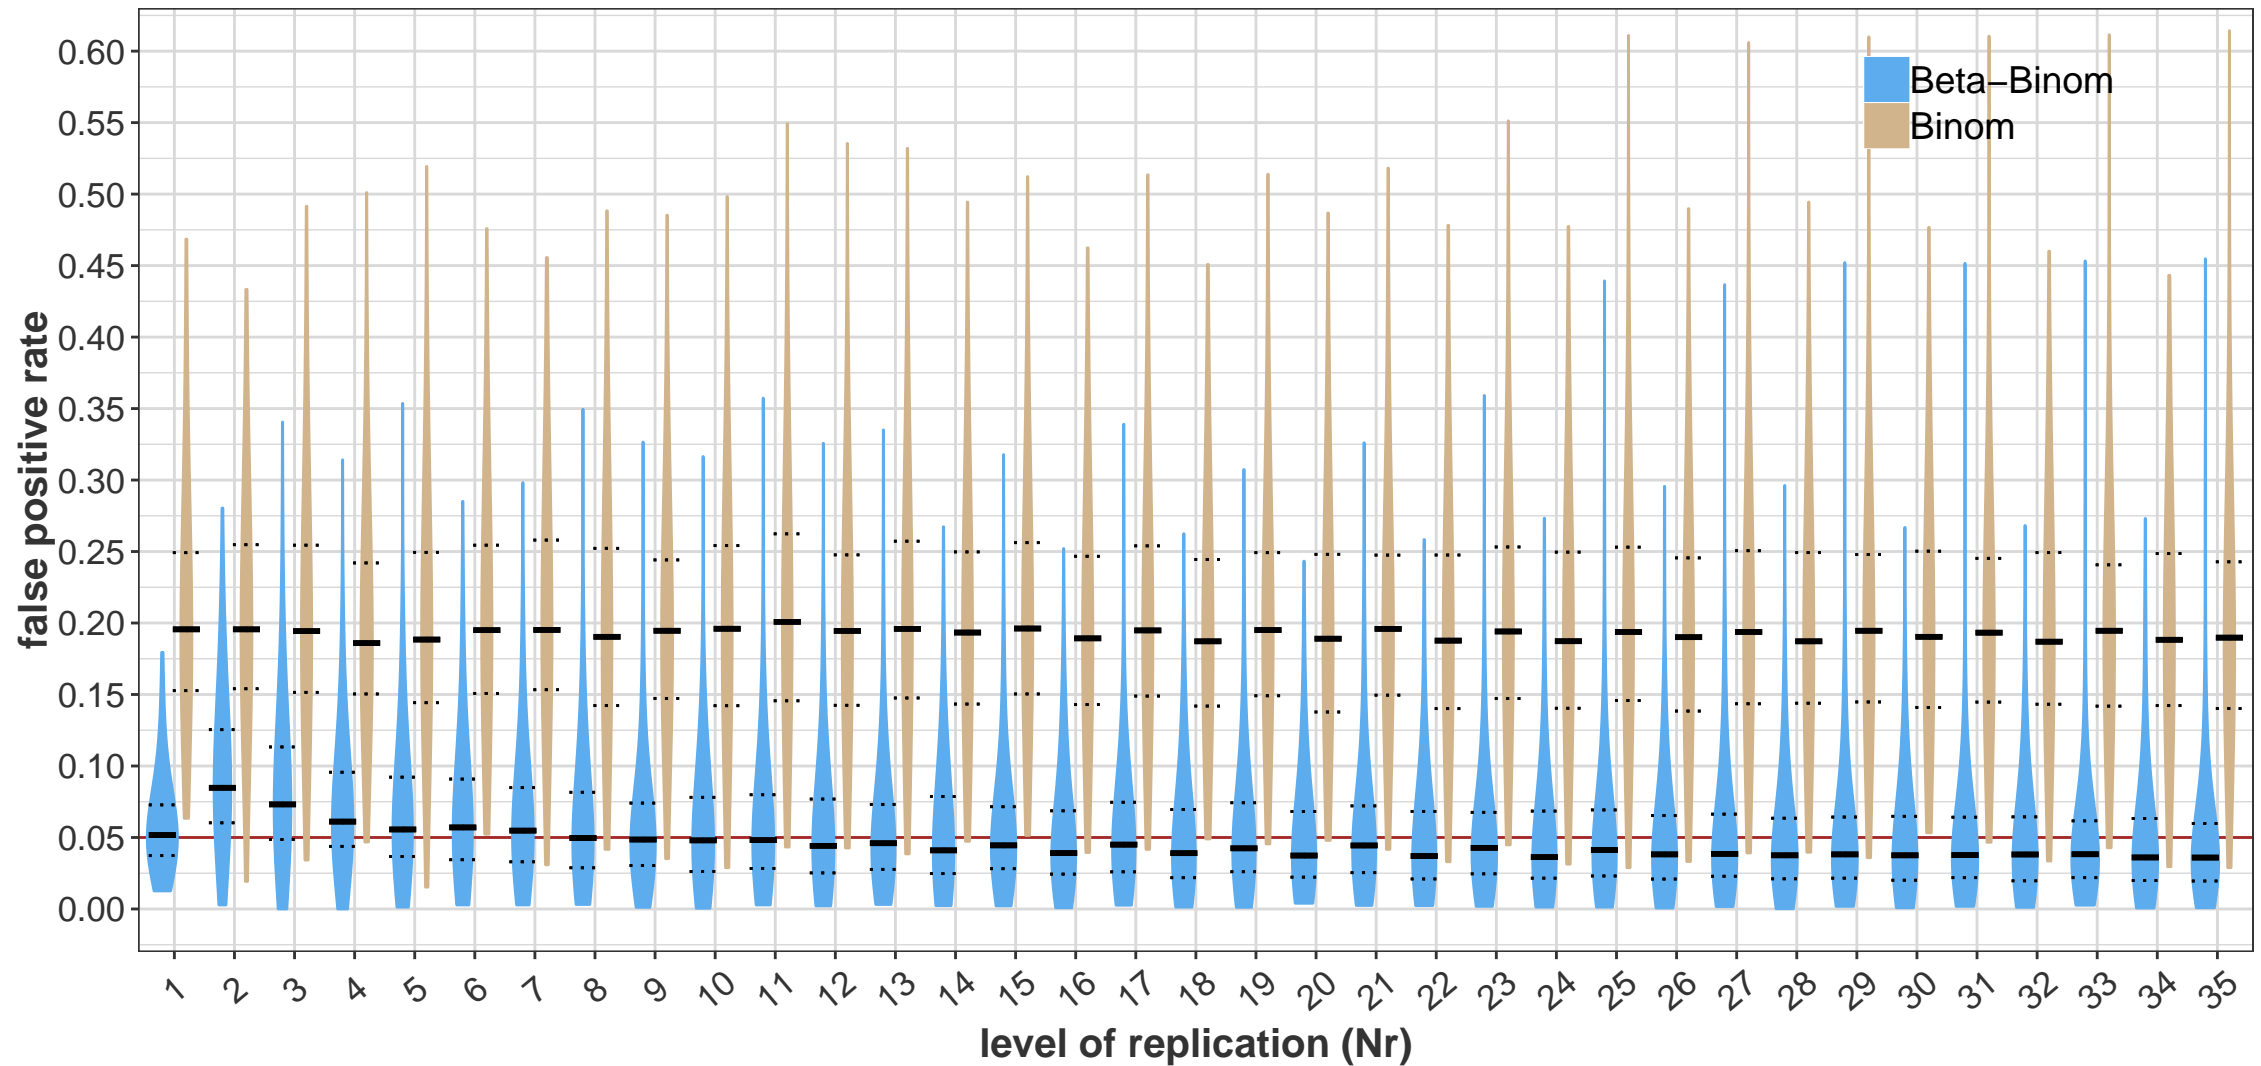 false positive rate
0.60
0.55
0.50
0.45
0.40
0.35
0.30
0.25
0.20
0.15
0.10
0.05
0.00
Beta−Binom
Binom
1 2 3 4 5 6 7 8 9 10 11 12 13 14 15 16 17 18 19 20 21 22 23 24 25 26 27 28 29 30 31 32 33 34 35
level of replication (Nr)